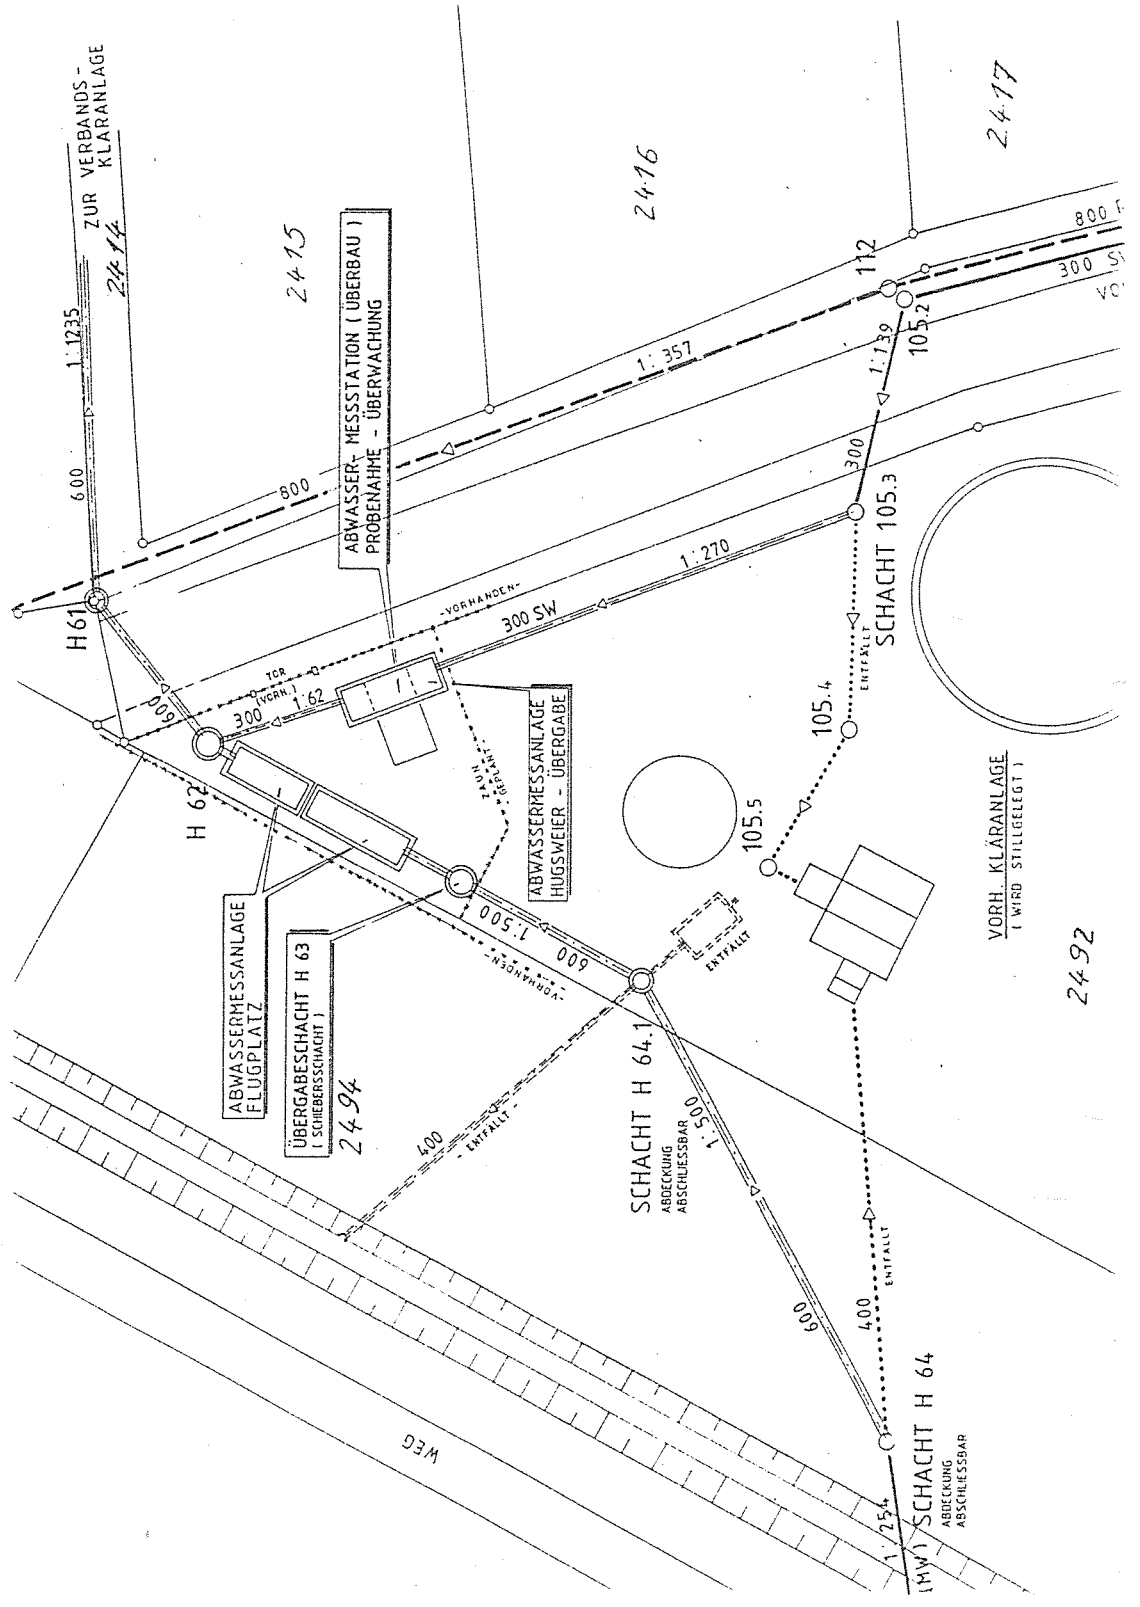 ZUR VERBANDS-
KLÄRANLAGE
2414
1:1235
600
H61
2415
2416
2417
ABWASSER- MESSSTATION ( ÜBERBAU )
PROBENAHME - ÜBERWACHUNG
800
1:357
112
105.2
800
300
1:139
300
SCHACHT 105.3
1:270
300 SW
-VORHANDEN-
TOR
(VORH.)
1:62
300
600
H 62
ZAUN
-GEPLANT-
ABWASSERMESSANLAGE
HUGSWEIER - ÜBERGABE
ENTFÄLLT
105.4
105.5
VORH. KLÄRANLAGE
( WIRD STILLGELEGT )
2492
ABWASSERMESSANLAGE
FLUGPLATZ
ÜBERGABESCHACHT H 63
( SCHIEBERSSCHACHT )
2494
1:500
600
-VORHANDEN-
ENTFÄLLT
400
- ENTFÄLLT -
SCHACHT H 64.1
ABDECKUNG
ABSCHLIESSBAR
1:500
600
400
ENTFÄLLT
WEG
1:254
(MW) SCHACHT H 64
ABDECKUNG
ABSCHLIESSBAR